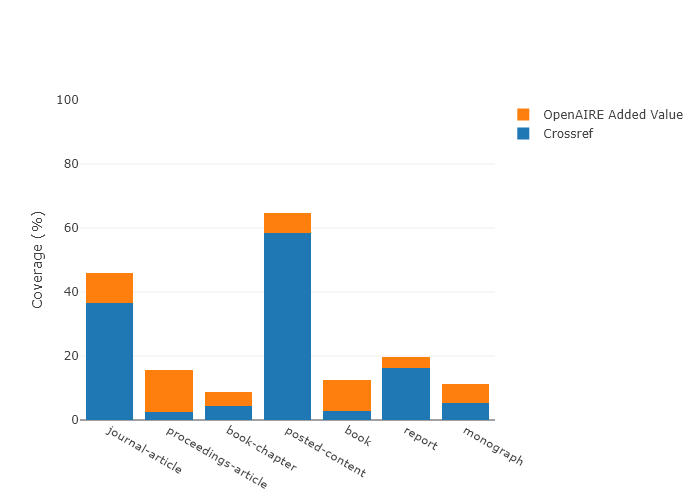 100
80
60
40
20
0
Coverage (%)
journal-article
proceedings-article
book-chapter
posted-content
book
report
monograph
OpenAIRE Added Value
Crossref